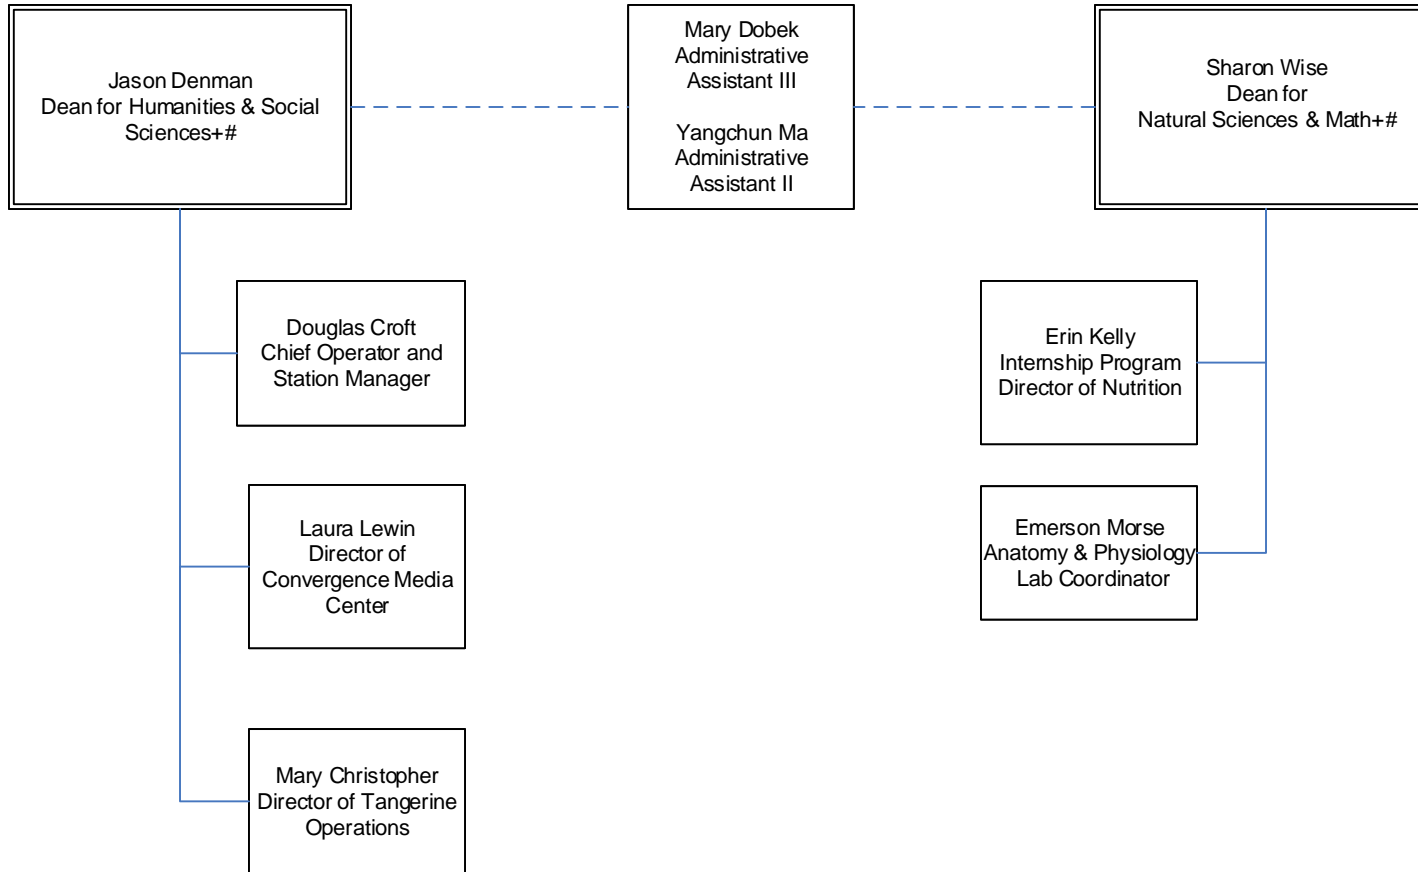 Jason Denman
Dean for Humanities & Social
Sciences+#
Mary Dobek
Administrative
Assistant III
Yangchun Ma
Administrative
Assistant II
Sharon Wise
Dean for
Natural Sciences & Math+#
Douglas Croft
Chief Operator and
Station Manager
Laura Lewin
Director of
Convergence Media
Center
Mary Christopher
Director of Tangerine
Operations
Erin Kelly
Internship Program
Director of Nutrition
Emerson Morse
Anatomy & Physiology
Lab Coordinator